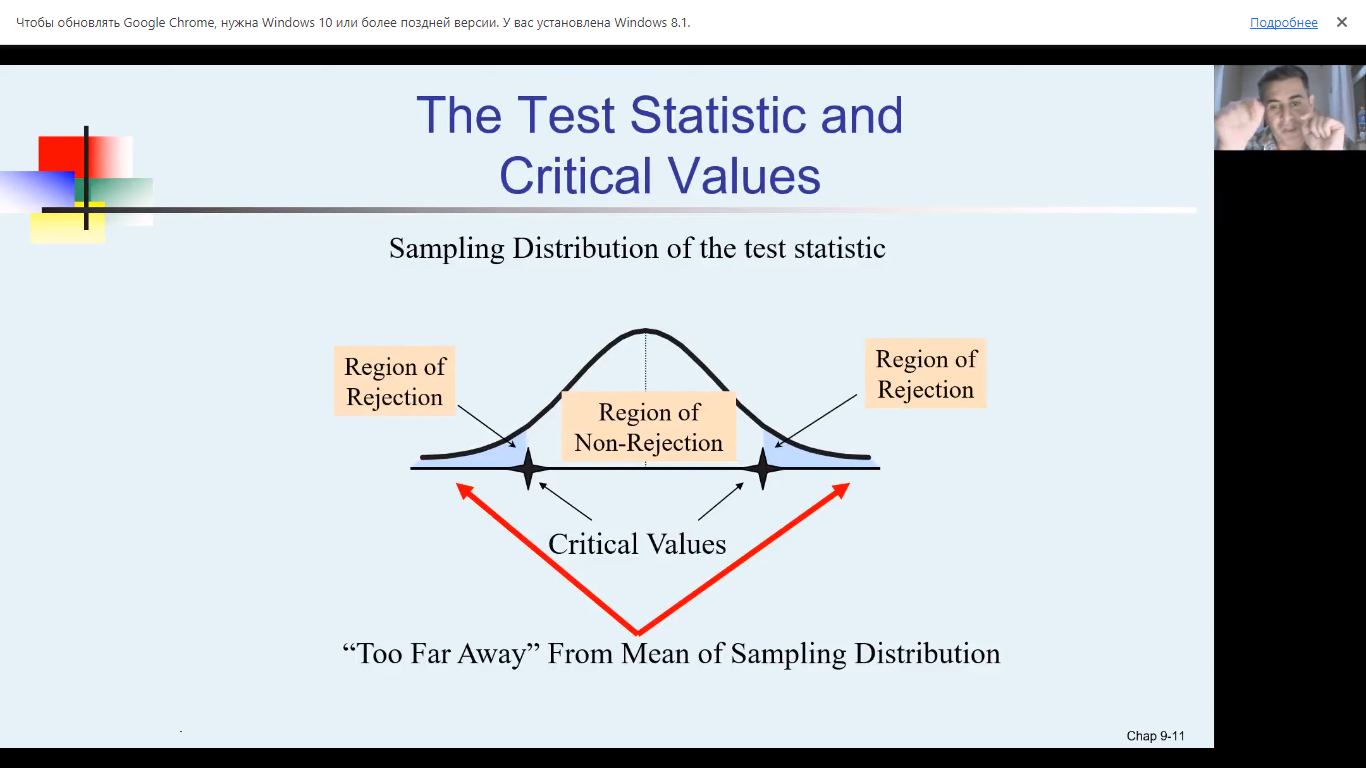 Чтобы обновлять Google Chrome, нужна Windows 10 или более поздней версии. У вас установлена Windows 8.1.
Подробнее
The Test Statistic and
Critical Values
Sampling Distribution of the test statistic
Region of
Rejection
Region of
Rejection
Region of
Non-Rejection
Critical Values
“Too Far Away” From Mean of Sampling Distribution
.
Chap 9-11